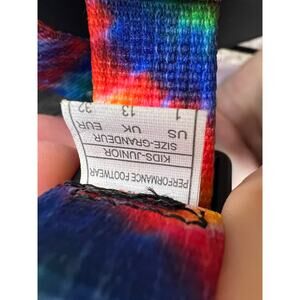 PERFORMANCE FOOTWEAR
KIDS-JUNIOR
SIZE-GRANDEUR
US UK EUR
1 13 32